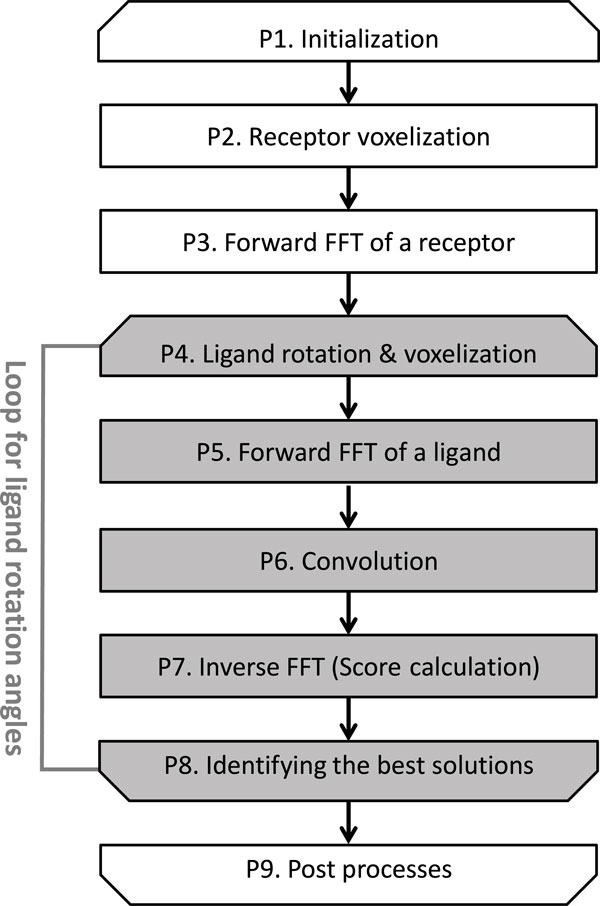 P1. Initialization
P2. Receptor voxelization
P3. Forward FFT of a receptor
P4. Ligand rotation & voxelization
P5. Forward FFT of a ligand
P6. Convolution
P7. Inverse FFT (Score calculation)
P8. Identifying the best solutions
P9. Post processes
Loop for ligand rotation angles